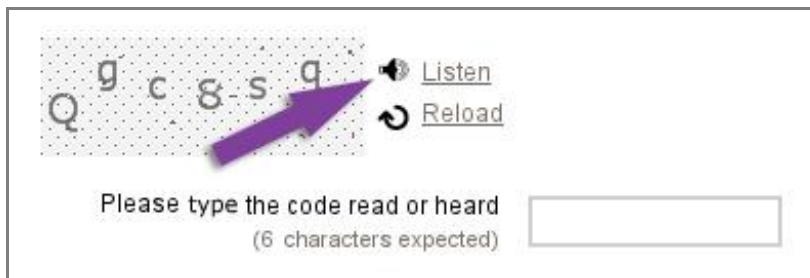 Q g c s q
Listen
Reload
Please type the code read or heard
(6 characters expected)